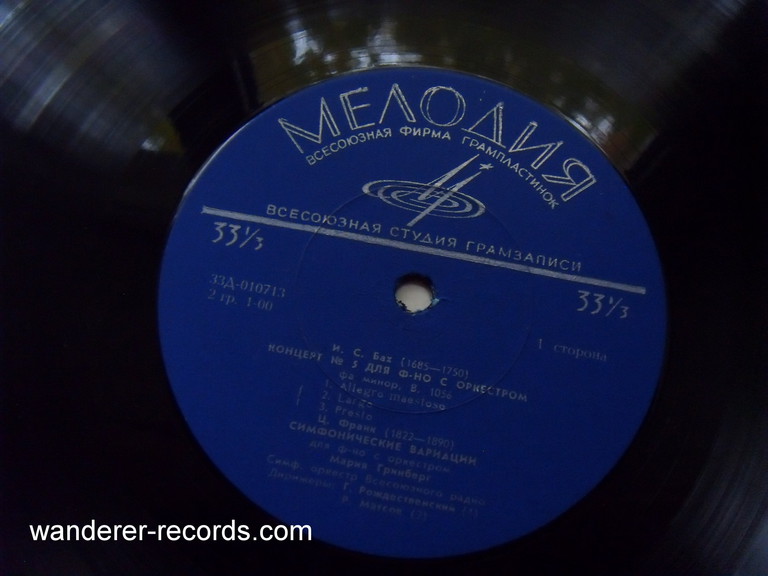 МЕЛОДИЯ
ВСЕСОЮЗНАЯ ФИРМА ГРАМПЛАСТИНОК
ВСЕСОЮЗНАЯ СТУДИЯ ГРАМЗАПИСИ
33⅓ 33⅓
33Д-010713
2 гр. 1-00
1 сторона
И. С. Бах (1685—1750)
КОНЦЕРТ № 5 ДЛЯ Ф-НО С ОРКЕСТРОМ
фа минор, В. 1056
1. Allegro maestoso
2. Largo
3. Presto
Ц. Франк (1822—1890)
СИМФОНИЧЕСКИЕ ВАРИАЦИИ
для ф-но с оркестром
Мария Гринберг
Симф. оркестр Всесоюзного радио
Дирижеры: Г. Рождественский (1)
(2)
wanderer-records.com